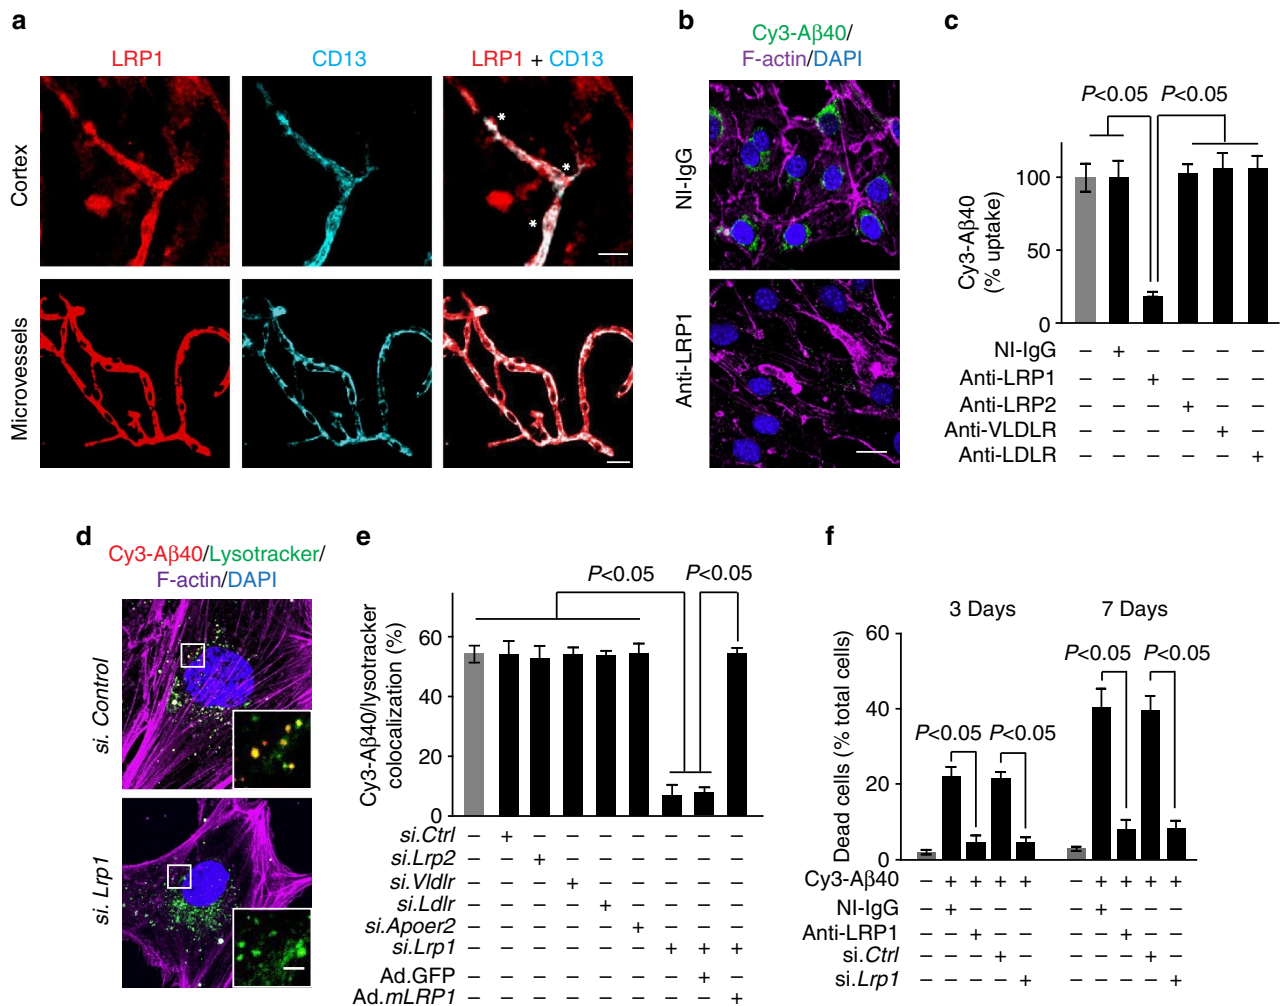 a
LRP1
CD13
LRP1 + CD13
Cortex
Microvessels
*
*
*
b
Cy3-Aβ40/
F-actin/DAPI
NI-IgG
Anti-LRP1
c
P<0.05 P<0.05
Cy3-Aβ40
(% uptake)
100
50
0
NI-IgG – + – – – –
Anti-LRP1 – – + – – –
Anti-LRP2 – – – + – –
Anti-VLDLR – – – – + –
Anti-LDLR – – – – – +
d
Cy3-Aβ40/Lysotracker/
F-actin/DAPI
si. Control
si. Lrp1
e
P<0.05 P<0.05
Cy3-Aβ40/lysotracker
colocalization (%)
60
40
20
0
si.Ctrl – + – – – – – – –
si.Lrp2 – – + – – – – – –
si.Vldlr – – – + – – – – –
si.Ldlr – – – – + – – – –
si.Apoer2 – – – – – + – – –
si.Lrp1 – – – – – – + + +
Ad.GFP – – – – – – – + –
Ad.mLRP1 – – – – – – – – +
f
3 Days 7 Days
Dead cells (% total cells)
60
40
20
0
P<0.05 P<0.05
P<0.05 P<0.05
Cy3-Aβ40 – + + + + – + + + +
NI-IgG – + – – – – + – – –
Anti-LRP1 – – + – – – – + – –
si.Ctrl – – – + – – – – + –
si.Lrp1 – – – – + – – – – +